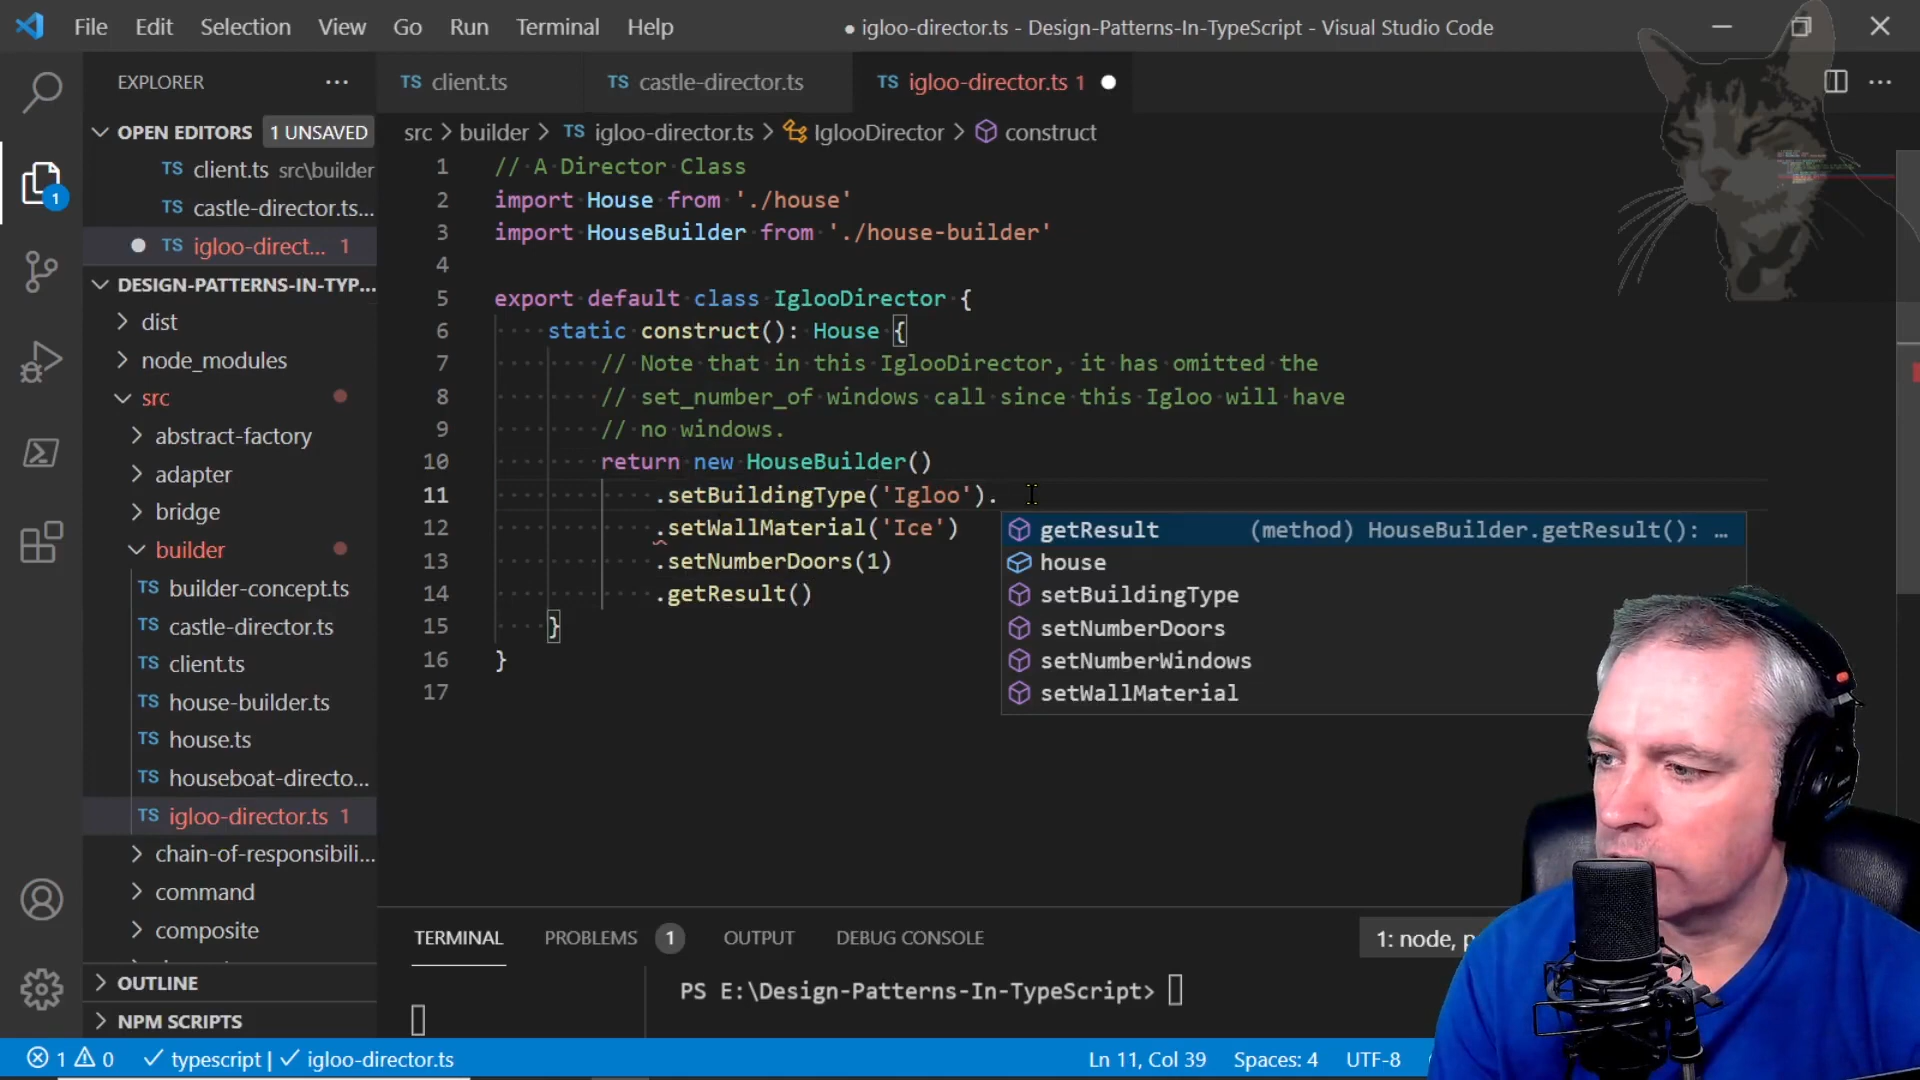 File Edit Selection View Go Run Terminal Help ● igloo-director.ts - Design-Patterns-In-TypeScript - Visual Studio Code
EXPLORER ···
TS client.ts TS castle-director.ts TS igloo-director.ts 1
OPEN EDITORS 1 UNSAVED
TS client.ts src\builder
TS castle-director.ts...
TS igloo-direct... 1
DESIGN-PATTERNS-IN-TYP...
dist
node_modules
src
abstract-factory
adapter
bridge
builder
TS builder-concept.ts
TS castle-director.ts
TS client.ts
TS house-builder.ts
TS house.ts
TS houseboat-directo...
TS igloo-director.ts 1
chain-of-responsibili...
command
composite
OUTLINE
NPM SCRIPTS
1
src > builder > TS igloo-director.ts > IglooDirector > construct
1 // A Director Class
2 import House from './house'
3 import HouseBuilder from './house-builder'
4
5 export default class IglooDirector {
6 static construct(): House {
7 // Note that in this IglooDirector, it has omitted the
8 // set_number_of windows call since this Igloo will have
9 // no windows.
10 return new HouseBuilder()
11 .setBuildingType('Igloo').
12 .setWallMaterial('Ice')
13 .setNumberDoors(1)
14 .getResult()
15 }
16 }
17
getResult (method) HouseBuilder.getResult(): …
house
setBuildingType
setNumberDoors
setNumberWindows
setWallMaterial
TERMINAL PROBLEMS 1 OUTPUT DEBUG CONSOLE
1: node,
PS E:\Design-Patterns-In-TypeScript>
1 0 typescript | igloo-director.ts Ln 11, Col 39 Spaces: 4 UTF-8